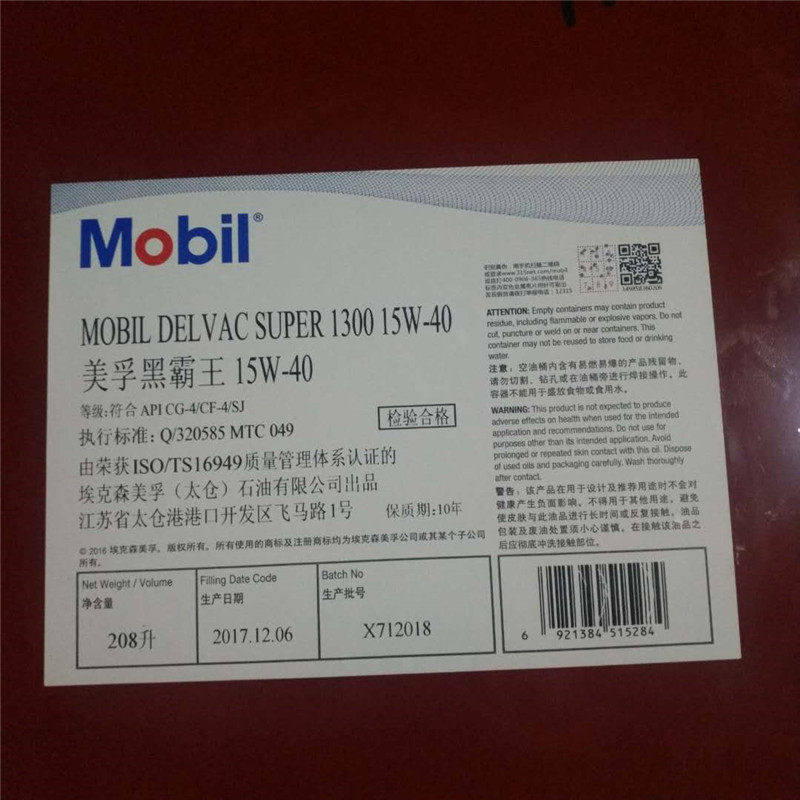 Mobil®
MOBIL DELVAC SUPER 1300 15W-40
美孚黑霸王 15W-40
等级:符合 API CG-4/CF-4/SJ
执行标准: Q/320585 MTC 049
检验合格
由荣获ISO/TS16949质量管理体系认证的
埃克森美孚（太仓）石油有限公司出品
江苏省太仓港港口开发区飞马路1号
保质期:10年
© 2016 埃克森美孚。版权所有。所有使用的商标及注册商标均为埃克森美孚公司或其某个子公司
所有。
Net Weight / Volume
净含量
208升
Filling Date Code
生产日期
2017.12.06
Batch No
生产批号
X712018
ATTENTION: Empty containers may contain product
residue, including flammable or explosive vapors. Do not
cut, puncture or weld on or near containers. This
container may not be reused to store food or drinking
water.
注意：空油桶内含有易燃易爆的产品残留物，
请勿切割、钻孔或在油桶旁进行焊接操作。此
容器不能用于盛放食物或食用水。
WARNING: This product is not expected to produce
adverse effects on health when used for the intended
application and recommendations. Do not use for
purposes other than its intended application. Avoid
prolonged or repeated skin contact with this oil. Dispose
of used oils and packaging carefully. Wash thoroughly
after contact.
警告：该产品在用于设计及推荐用途时不会对
健康产生负面影响。不得用于其他用途。避免
使皮肤与此油品进行长时间或反复接触。油品
包装及废油处置须小心谨慎。在接触该油品之
后应彻底冲洗接触部位。
6 921384 515284